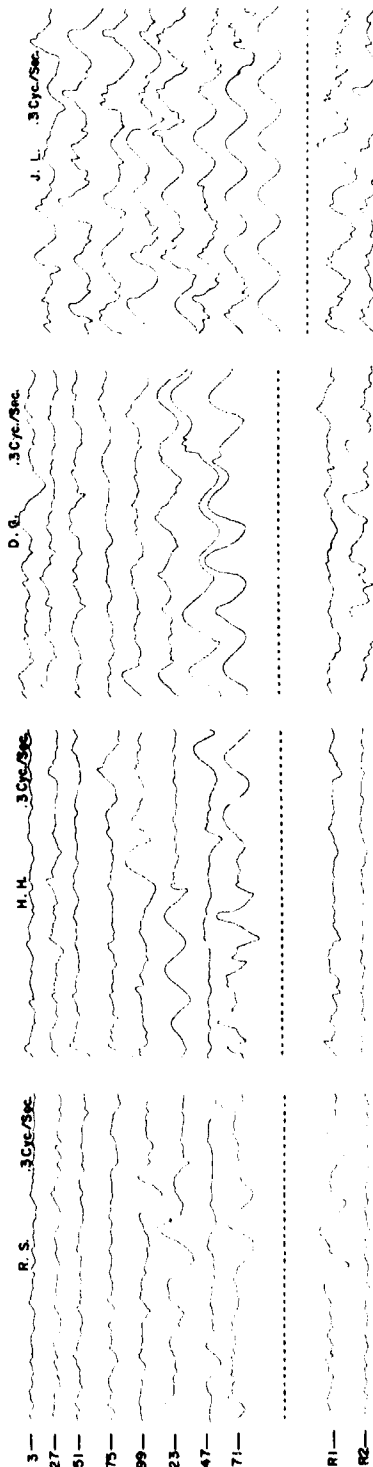 J. L. .3 Cyc./Sec.
D. G. .3 Cyc./Sec.
H. H. .3 Cyc./Sec.
R. S. .3 Cyc./Sec.
3
27
51
75
99
23
47
71
R1
R2